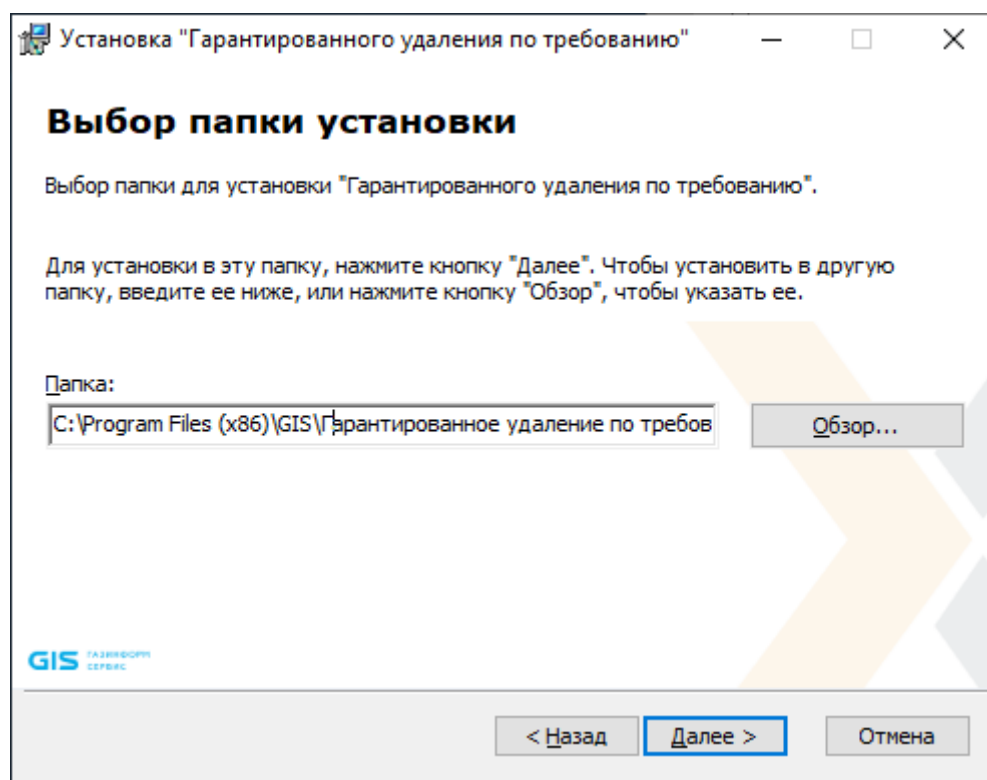 Установка "Гарантированного удаления по требованию"
Выбор папки установки
Выбор папки для установки "Гарантированного удаления по требованию".
Для установки в эту папку, нажмите кнопку "Далее". Чтобы установить в другую
папку, введите ее ниже, или нажмите кнопку "Обзор", чтобы указать ее.
Папка:
C:\Program Files (x86)\GIS\Гарантированное удаление по требов
Обзор...
GIS ГАЗИНФОРМ
СЕРВИС
< Назад
Далее >
Отмена